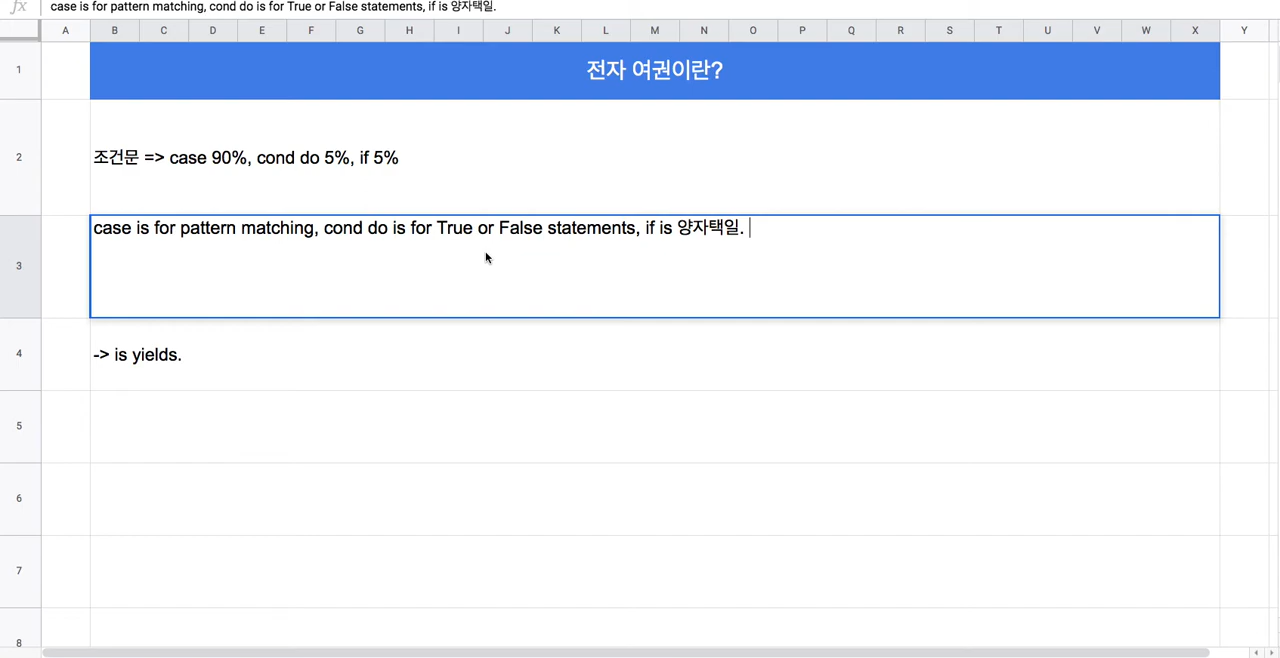 fx case is for pattern matching, cond do is for True or False statements, if is 양자택일.
A B C D E F G H I J K L M N O P Q R S T U V W X Y
1 전자 여권이란?
2 조건문 => case 90%, cond do 5%, if 5%
3 case is for pattern matching, cond do is for True or False statements, if is 양자택일.
4 -> is yields.
5
6
7
8